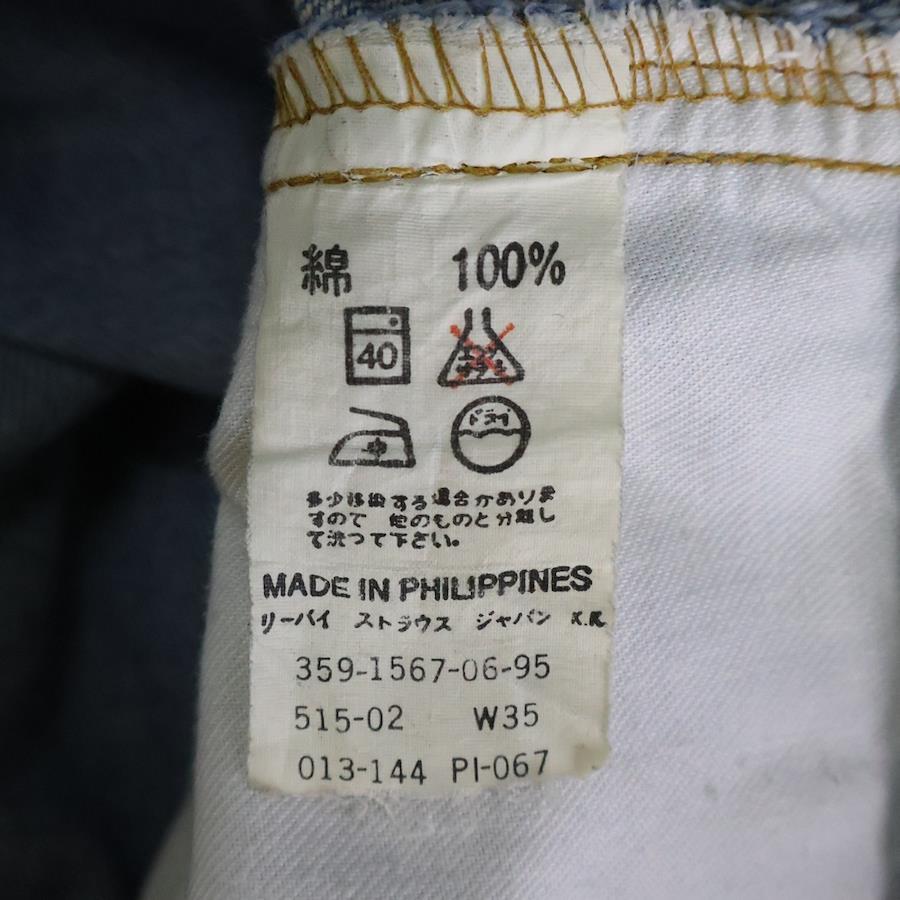 綿 100%
40
ドライ
多少移染する場合がありま
すので 他のものと分離し
て洗つて下さい。
MADE IN PHILIPPINES
リーバイ ストラウス ジャパン K.K
359-1567-06-95
515-02 W35
013-144 PI-067